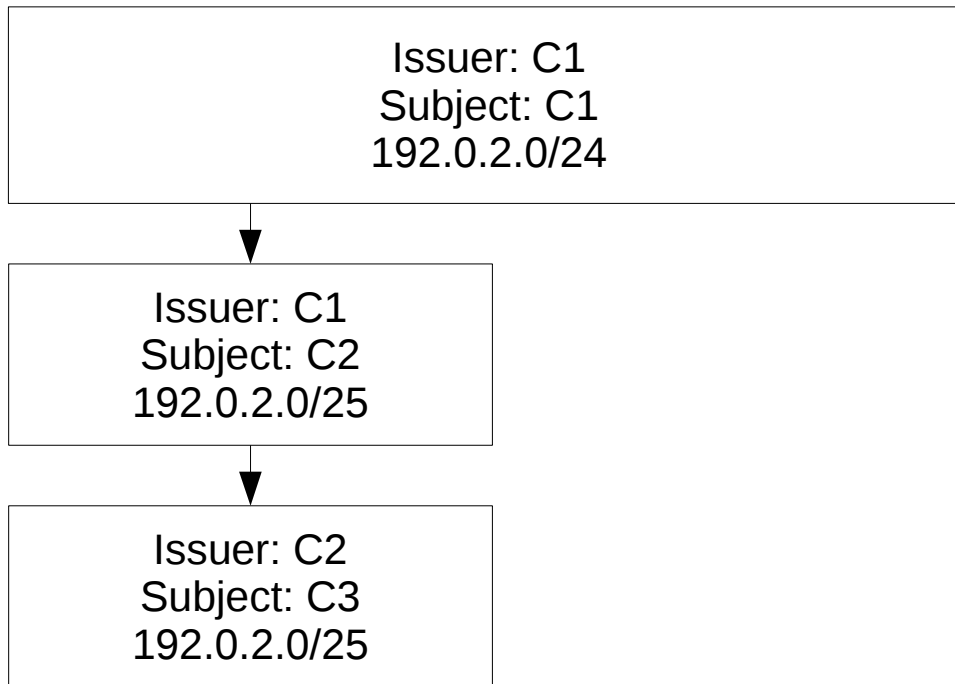 Issuer: C1
Subject: C1
192.0.2.0/24
Issuer: C1
Subject: C2
192.0.2.0/25
Issuer: C2
Subject: C3
192.0.2.0/25